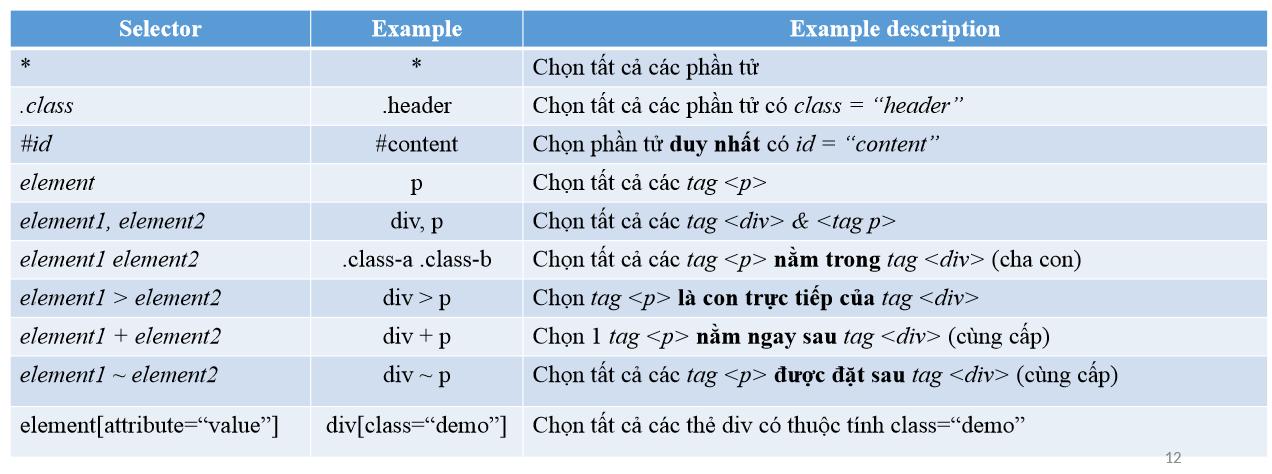 Selector Example Example description
* * Chọn tất cả các phần tử
.class .header Chọn tất cả các phần tử có class = “header”
#id #content Chọn phần tử duy nhất có id = “content”
element p Chọn tất cả các tag <p>
element1, element2 div, p Chọn tất cả các tag <div> & <tag p>
element1 element2 .class-a .class-b Chọn tất cả các tag <p> nằm trong tag <div> (cha con)
element1 > element2 div > p Chọn tag <p> là con trực tiếp của tag <div>
element1 + element2 div + p Chọn 1 tag <p> nằm ngay sau tag <div> (cùng cấp)
element1 ~ element2 div ~ p Chọn tất cả các tag <p> được đặt sau tag <div> (cùng cấp)
element[attribute=“value”] div[class=“demo”] Chọn tất cả các thẻ div có thuộc tính class=“demo”
12